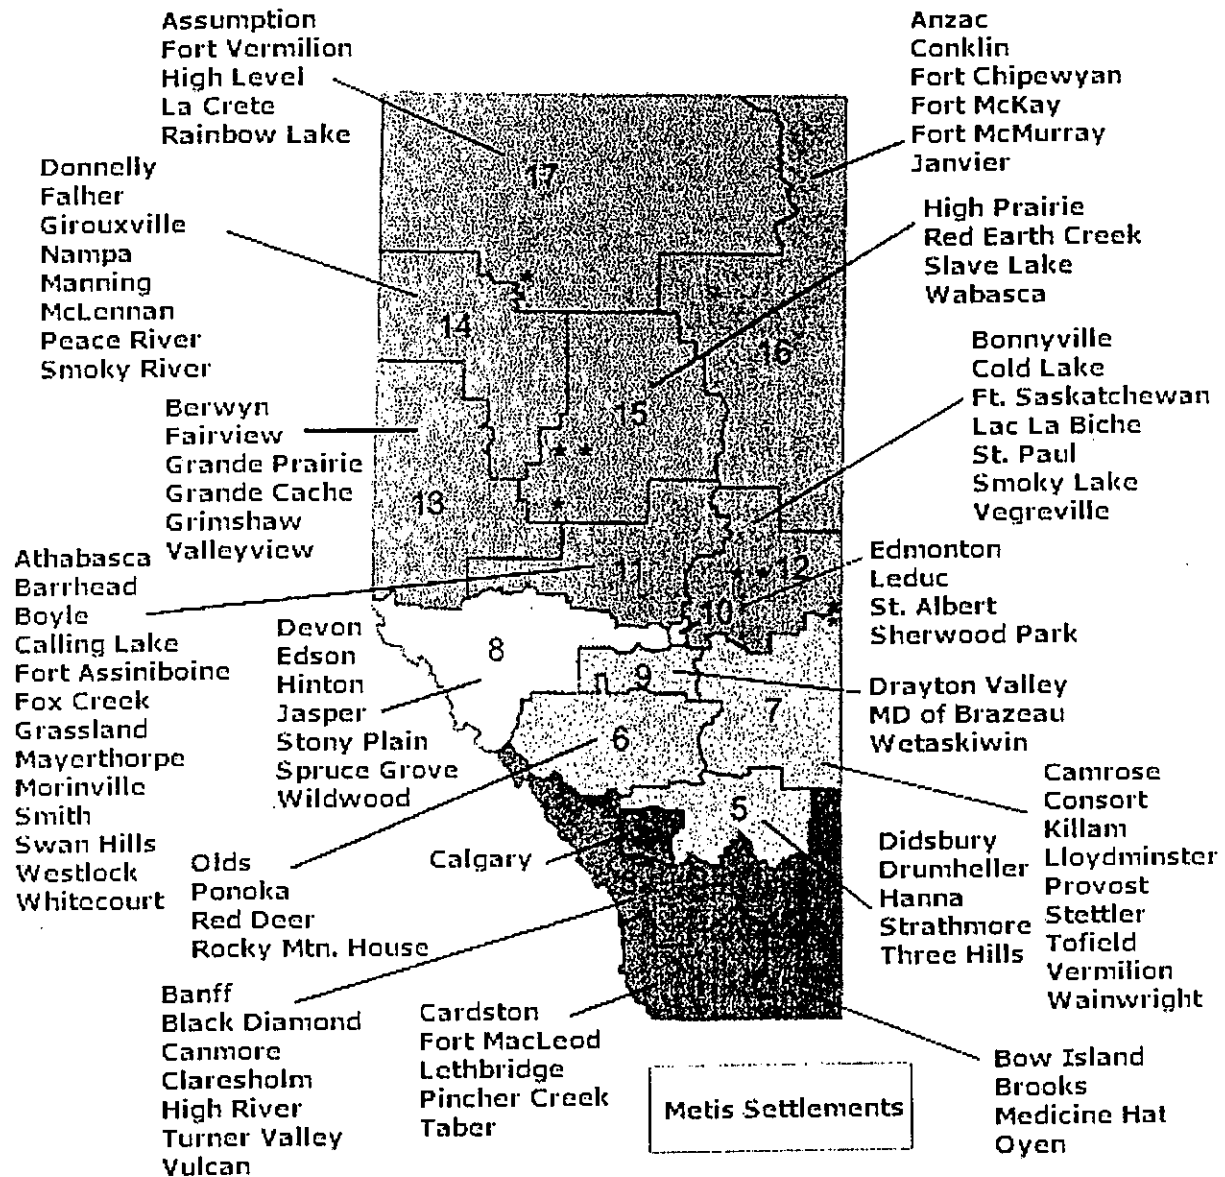 Assumption
Fort Vermilion
High Level
La Crete
Rainbow Lake
Anzac
Conklin
Fort Chipewyan
Fort McKay
Fort McMurray
Janvier
Donnelly
Falher
Girouxville
Nampa
Manning
McLennan
Peace River
Smoky River
High Prairie
Red Earth Creek
Slave Lake
Wabasca
Bonnyville
Cold Lake
Ft. Saskatchewan
Lac La Biche
St. Paul
Smoky Lake
Vegreville
Berwyn
Fairview
Grande Prairie
Grande Cache
Grimshaw
Valleyview
Athabasca
Barrhead
Boyle
Calling Lake
Fort Assiniboine
Fox Creek
Grassland
Mayerthorpe
Morinville
Smith
Swan Hills
Westlock
Whitecourt
Devon
Edson
Hinton
Jasper
Stony Plain
Spruce Grove
Wildwood
Edmonton
Leduc
St. Albert
Sherwood Park
Drayton Valley
MD of Brazeau
Wetaskiwin
Camrose
Consort
Killam
Lloydminster
Provost
Stettler
Tofield
Vermilion
Wainwright
Didsbury
Drumheller
Hanna
Strathmore
Three Hills
Olds
Ponoka
Red Deer
Rocky Mtn. House
Calgary
Banff
Black Diamond
Canmore
Claresholm
High River
Turner Valley
Vulcan
Cardston
Fort MacLeod
Lethbridge
Pincher Creek
Taber
Metis Settlements
Bow Island
Brooks
Medicine Hat
Oyen
17
14
16
15
13
11
12
10
8
9
7
6
5